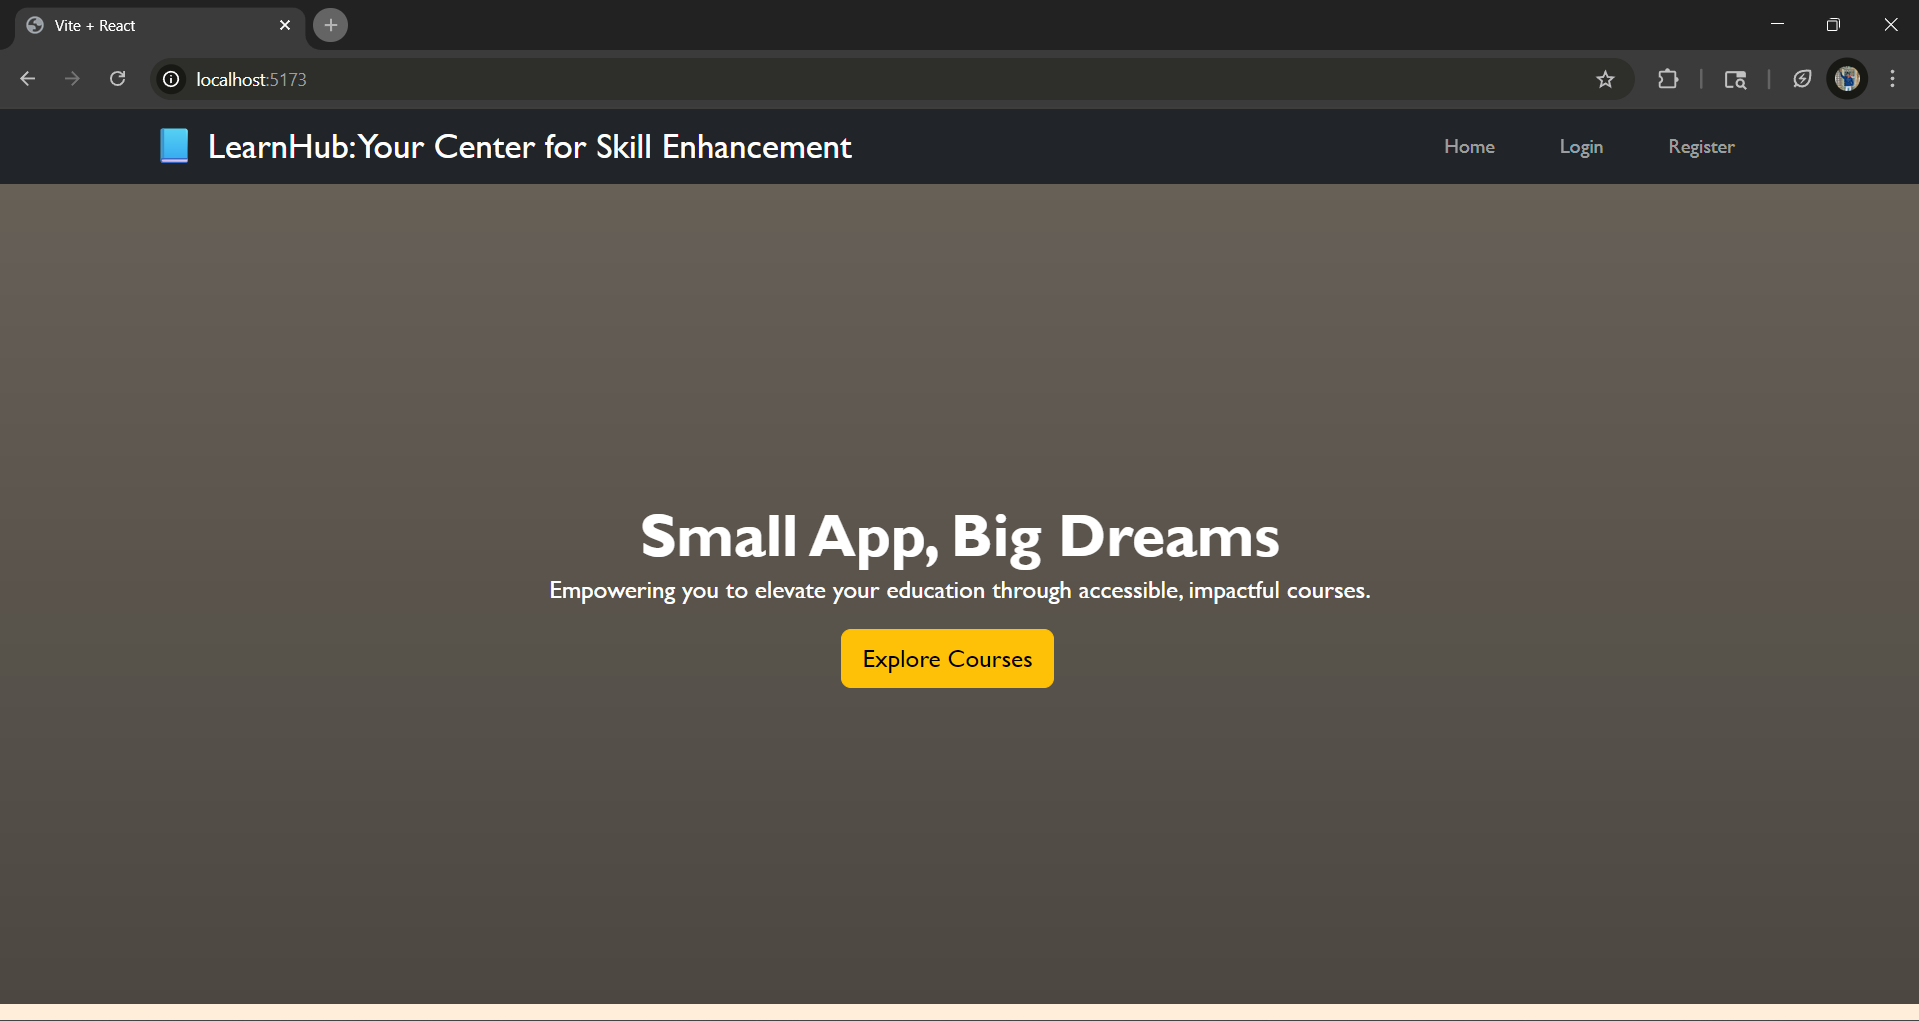 Vite + React
localhost:5173
LearnHub:Your Center for Skill Enhancement
Home
Login
Register
Small App, Big Dreams
Empowering you to elevate your education through accessible, impactful courses.
Explore Courses